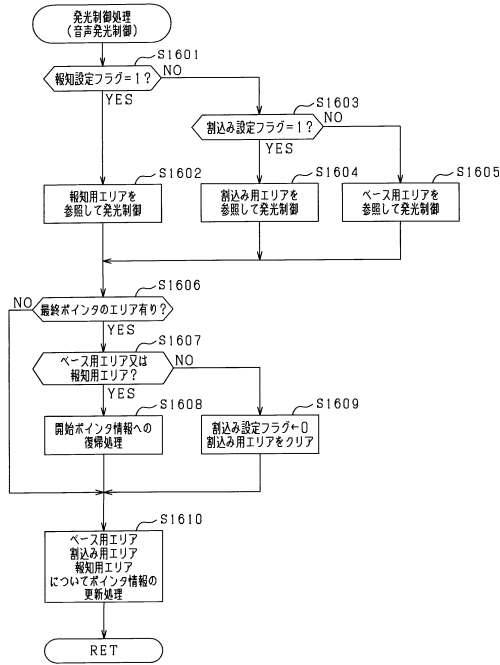 発光制御処理
(音声発光制御)
S1601
報知設定フラグ=1?
NO
YES
S1603
割込み設定フラグ=1?
NO
YES
S1602
報知用エリアを
参照して発光制御
S1604
割込み用エリアを
参照して発光制御
S1605
ベース用エリアを
参照して発光制御
S1606
NO
最終ポインタのエリア有り?
YES
S1607
ベース用エリア又は
報知用エリア?
NO
YES
S1608
開始ポインタ情報への
復帰処理
S1609
割込み設定フラグ←0
割込み用エリアをクリア
S1610
ベース用エリア
割込み用エリア
報知用エリア
についてポインタ情報の
更新処理
RET